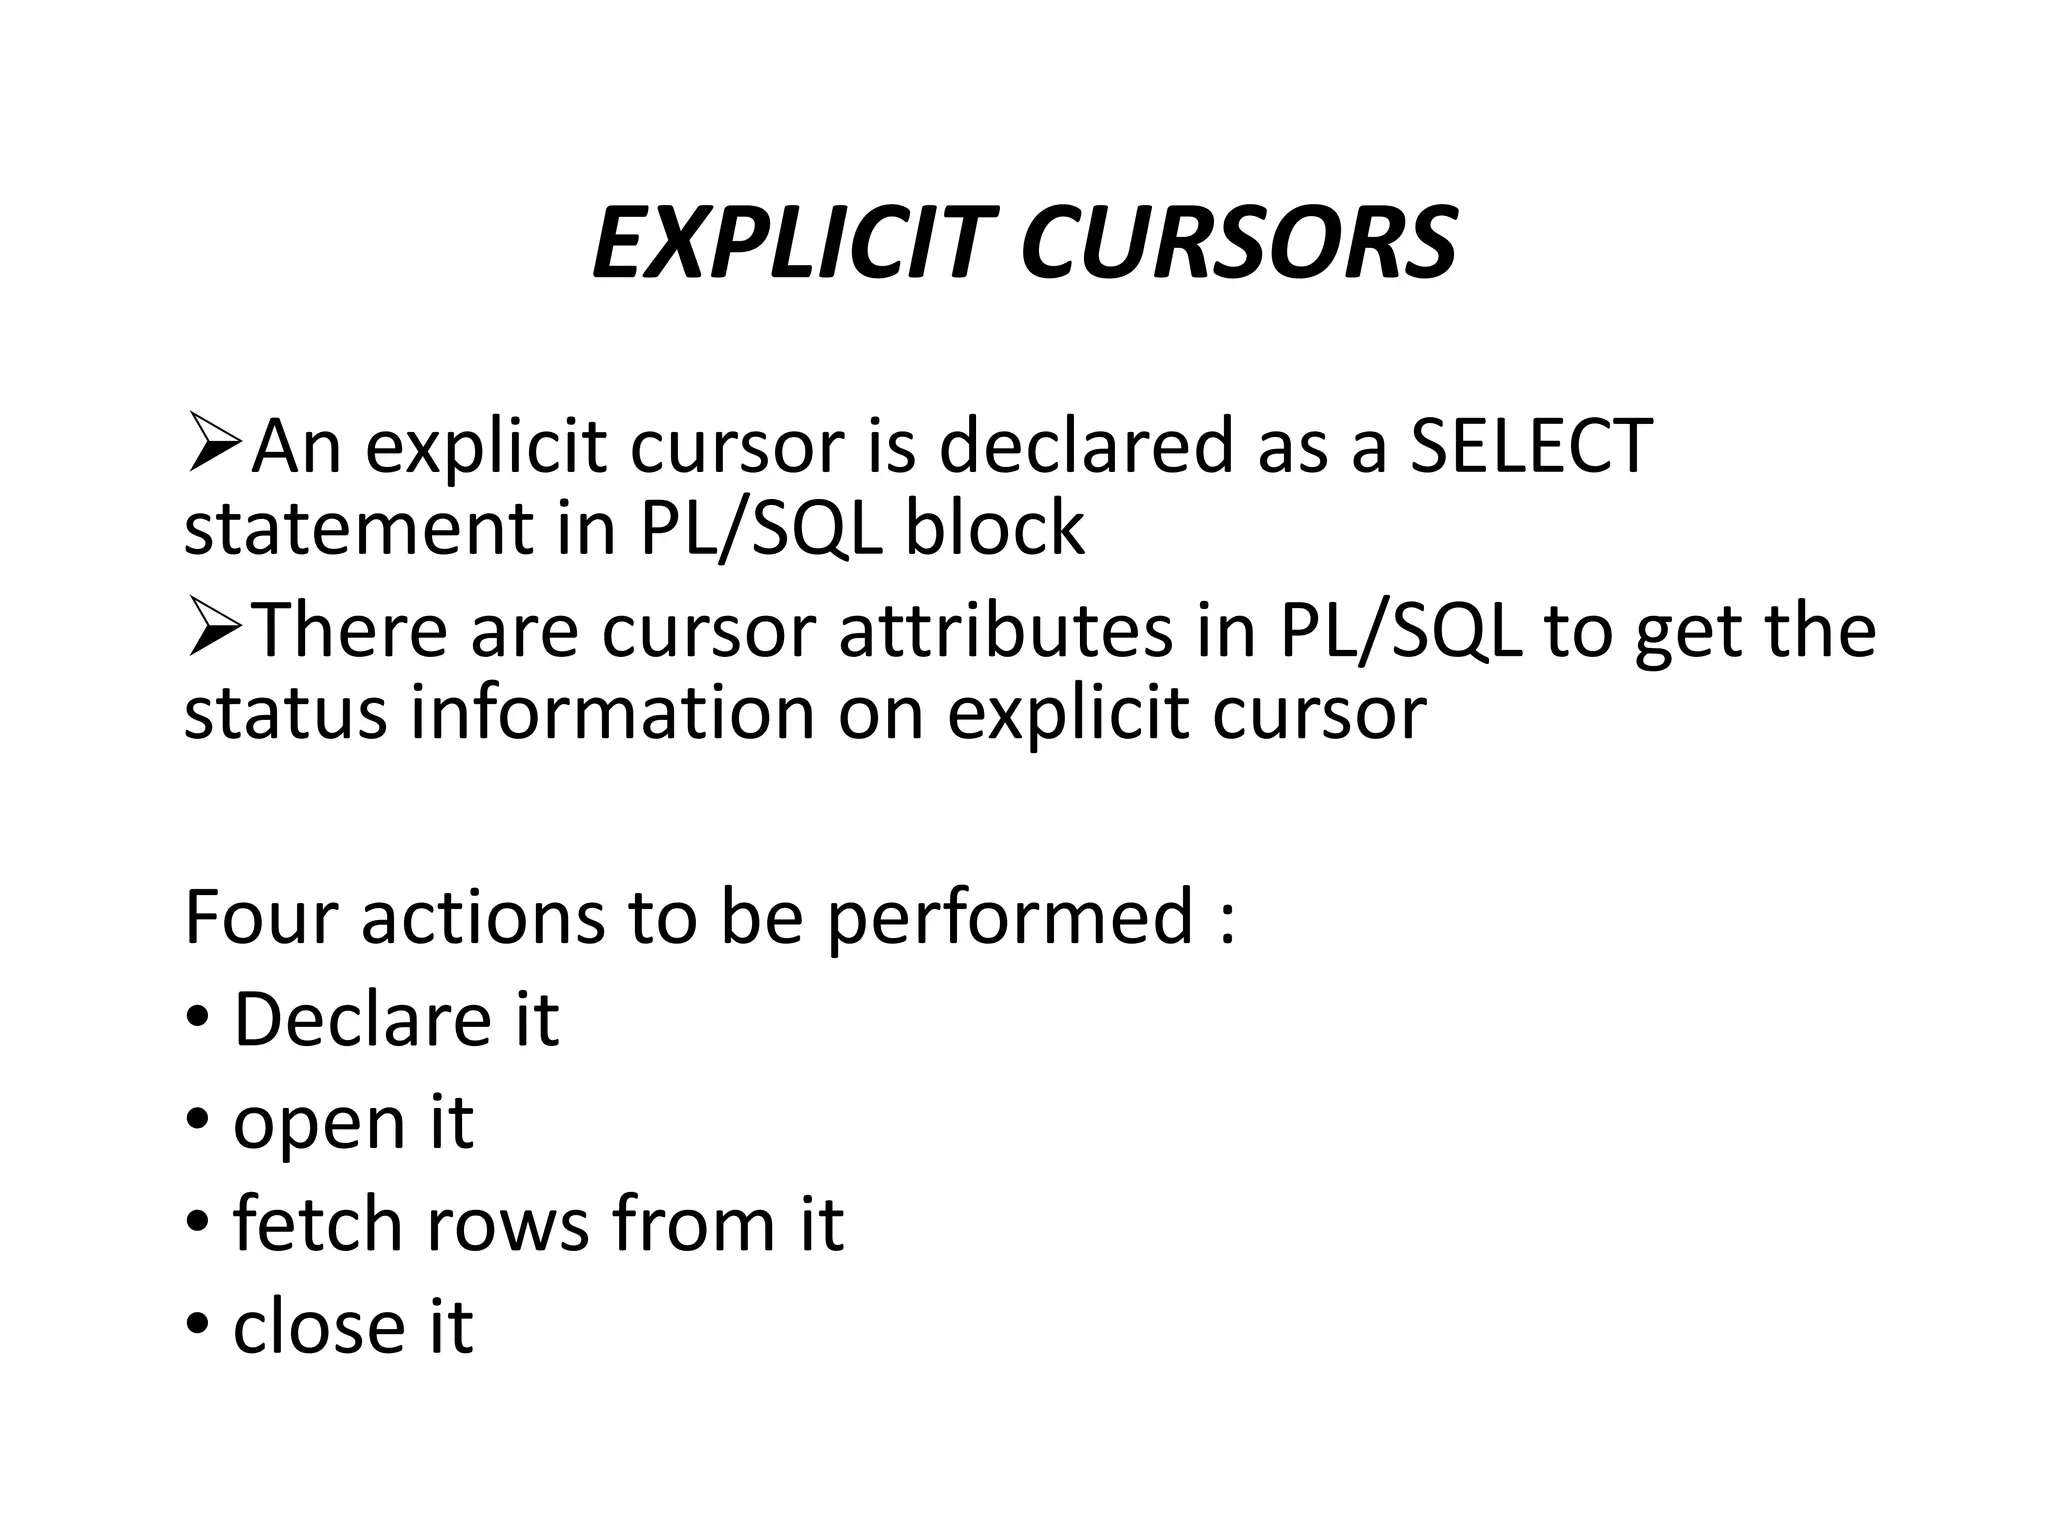 EXPLICIT CURSORS
➢An explicit cursor is declared as a SELECT
statement in PL/SQL block
➢There are cursor attributes in PL/SQL to get the
status information on explicit cursor
Four actions to be performed :
• Declare it
• open it
• fetch rows from it
• close it